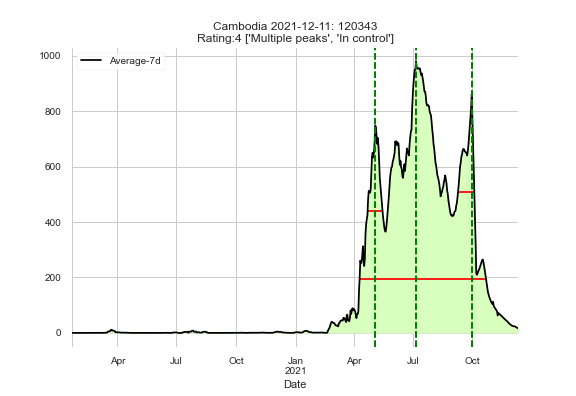 Cambodia 2021-12-11: 120343
Rating:4 ['Multiple peaks', 'In control']
Average-7d
1000
800
600
400
200
0
Apr Jul Oct Jan Apr Jul Oct
2021
Date